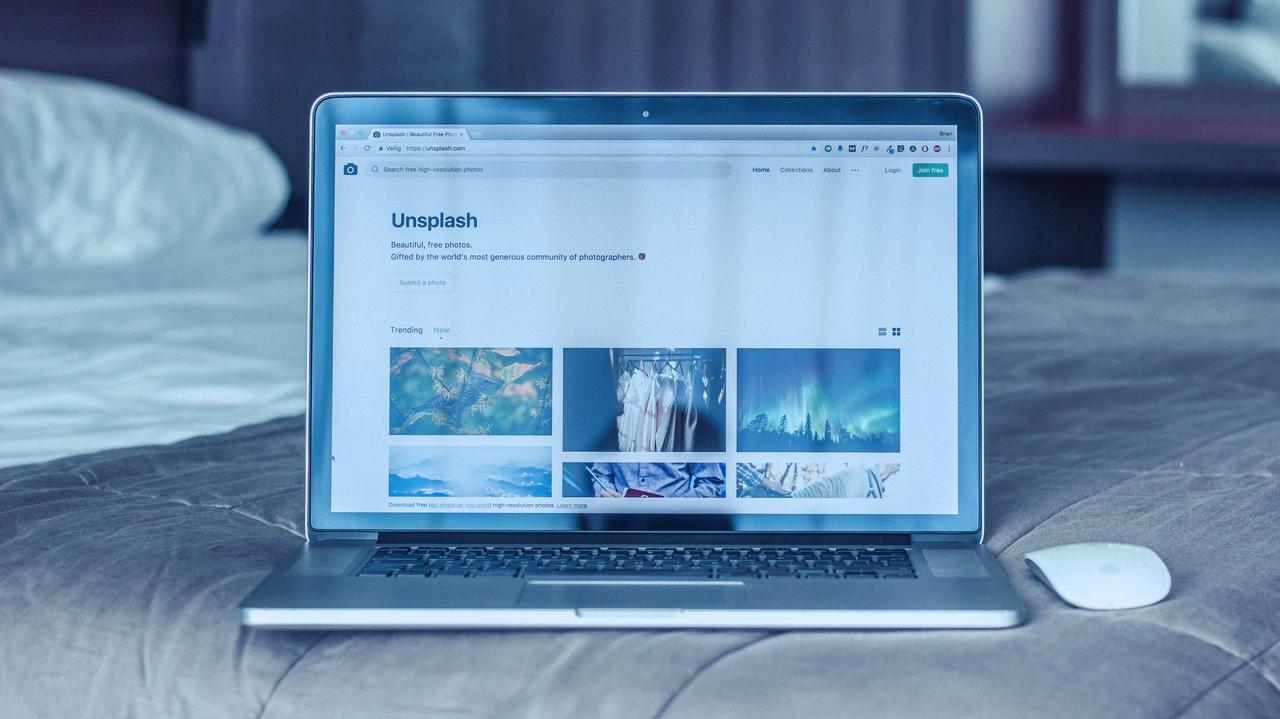 Unsplash | Beautiful Free Pho
Brian
Veilig https://unsplash.com
Search free high-resolution photos
Home Collections About Login Join free
Unsplash
Beautiful, free photos.
Gifted by the world's most generous community of photographers.
Submit a photo
Trending New
Download free (do whatever you want) high-resolution photos. Learn more